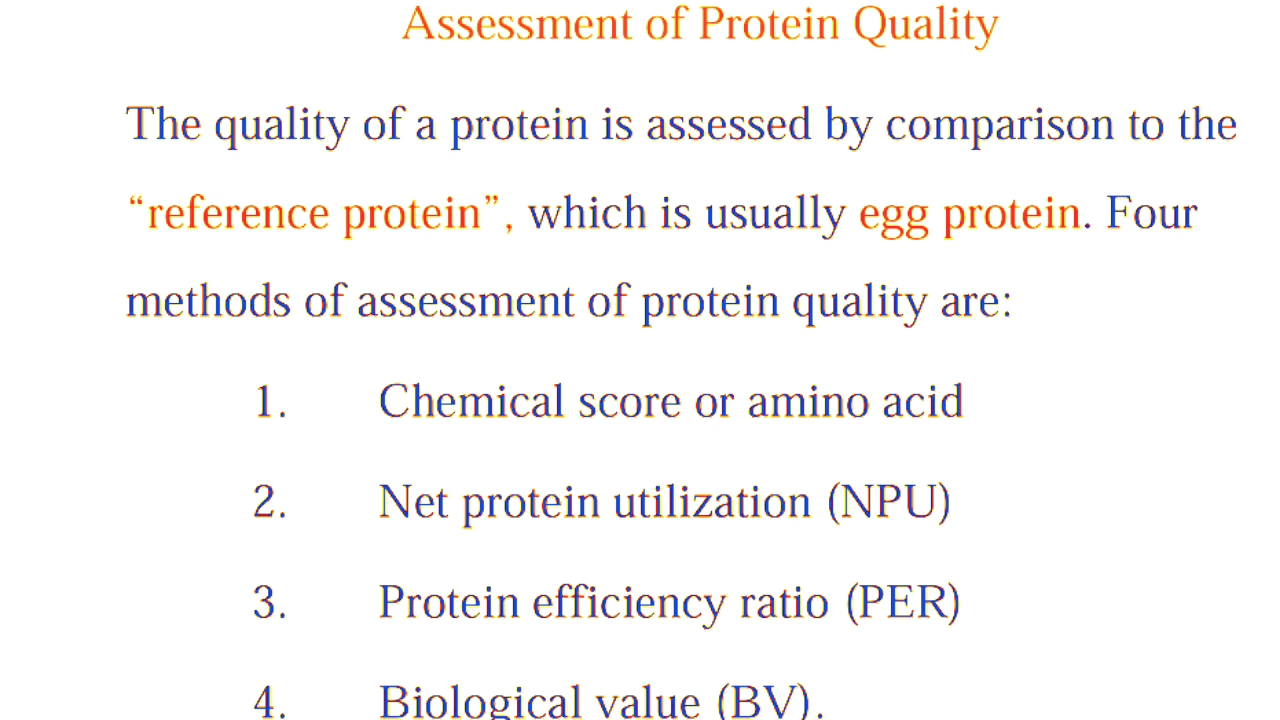 Assessment of Protein Quality
The quality of a protein is assessed by comparison to the
“reference protein”, which is usually egg protein. Four
methods of assessment of protein quality are:
1. Chemical score or amino acid
2. Net protein utilization (NPU)
3. Protein efficiency ratio (PER)
4. Biological value (BV).